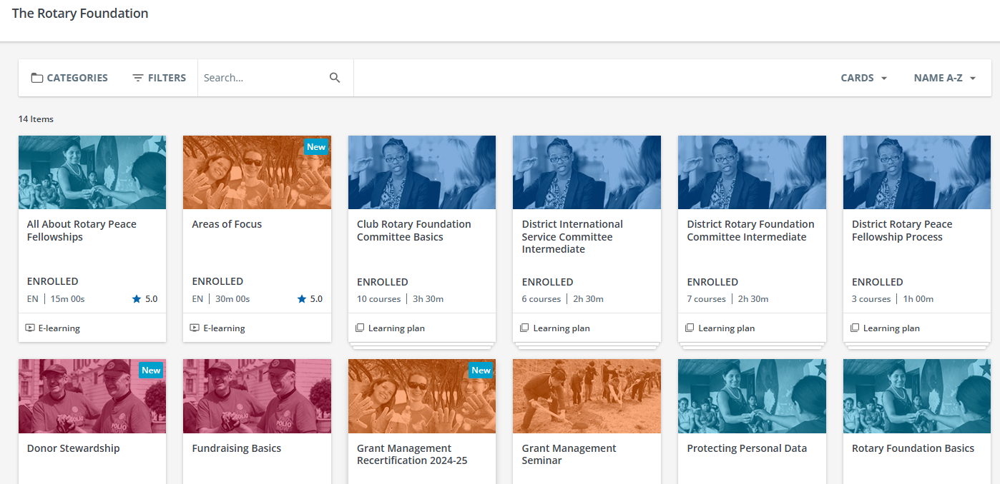 The Rotary Foundation
CATEGORIES
FILTERS
Search...
CARDS
NAME A-Z
14 Items
New
All About Rotary Peace
Fellowships
ENROLLED
EN | 15m 00s
5.0
E-learning
Areas of Focus
ENROLLED
EN | 30m 00s
5.0
E-learning
Club Rotary Foundation
Committee Basics
ENROLLED
10 courses | 3h 30m
Learning plan
District International
Service Committee
Intermediate
ENROLLED
6 courses | 2h 30m
Learning plan
District Rotary Foundation
Committee Intermediate
ENROLLED
7 courses | 2h 30m
Learning plan
District Rotary Peace
Fellowship Process
ENROLLED
3 courses | 1h 00m
Learning plan
New
POLIO
POLIO
Donor Stewardship
POLIO
POLIO
Fundraising Basics
New
Grant Management
Recertification 2024-25
Grant Management
Seminar
Protecting Personal Data
Rotary Foundation Basics